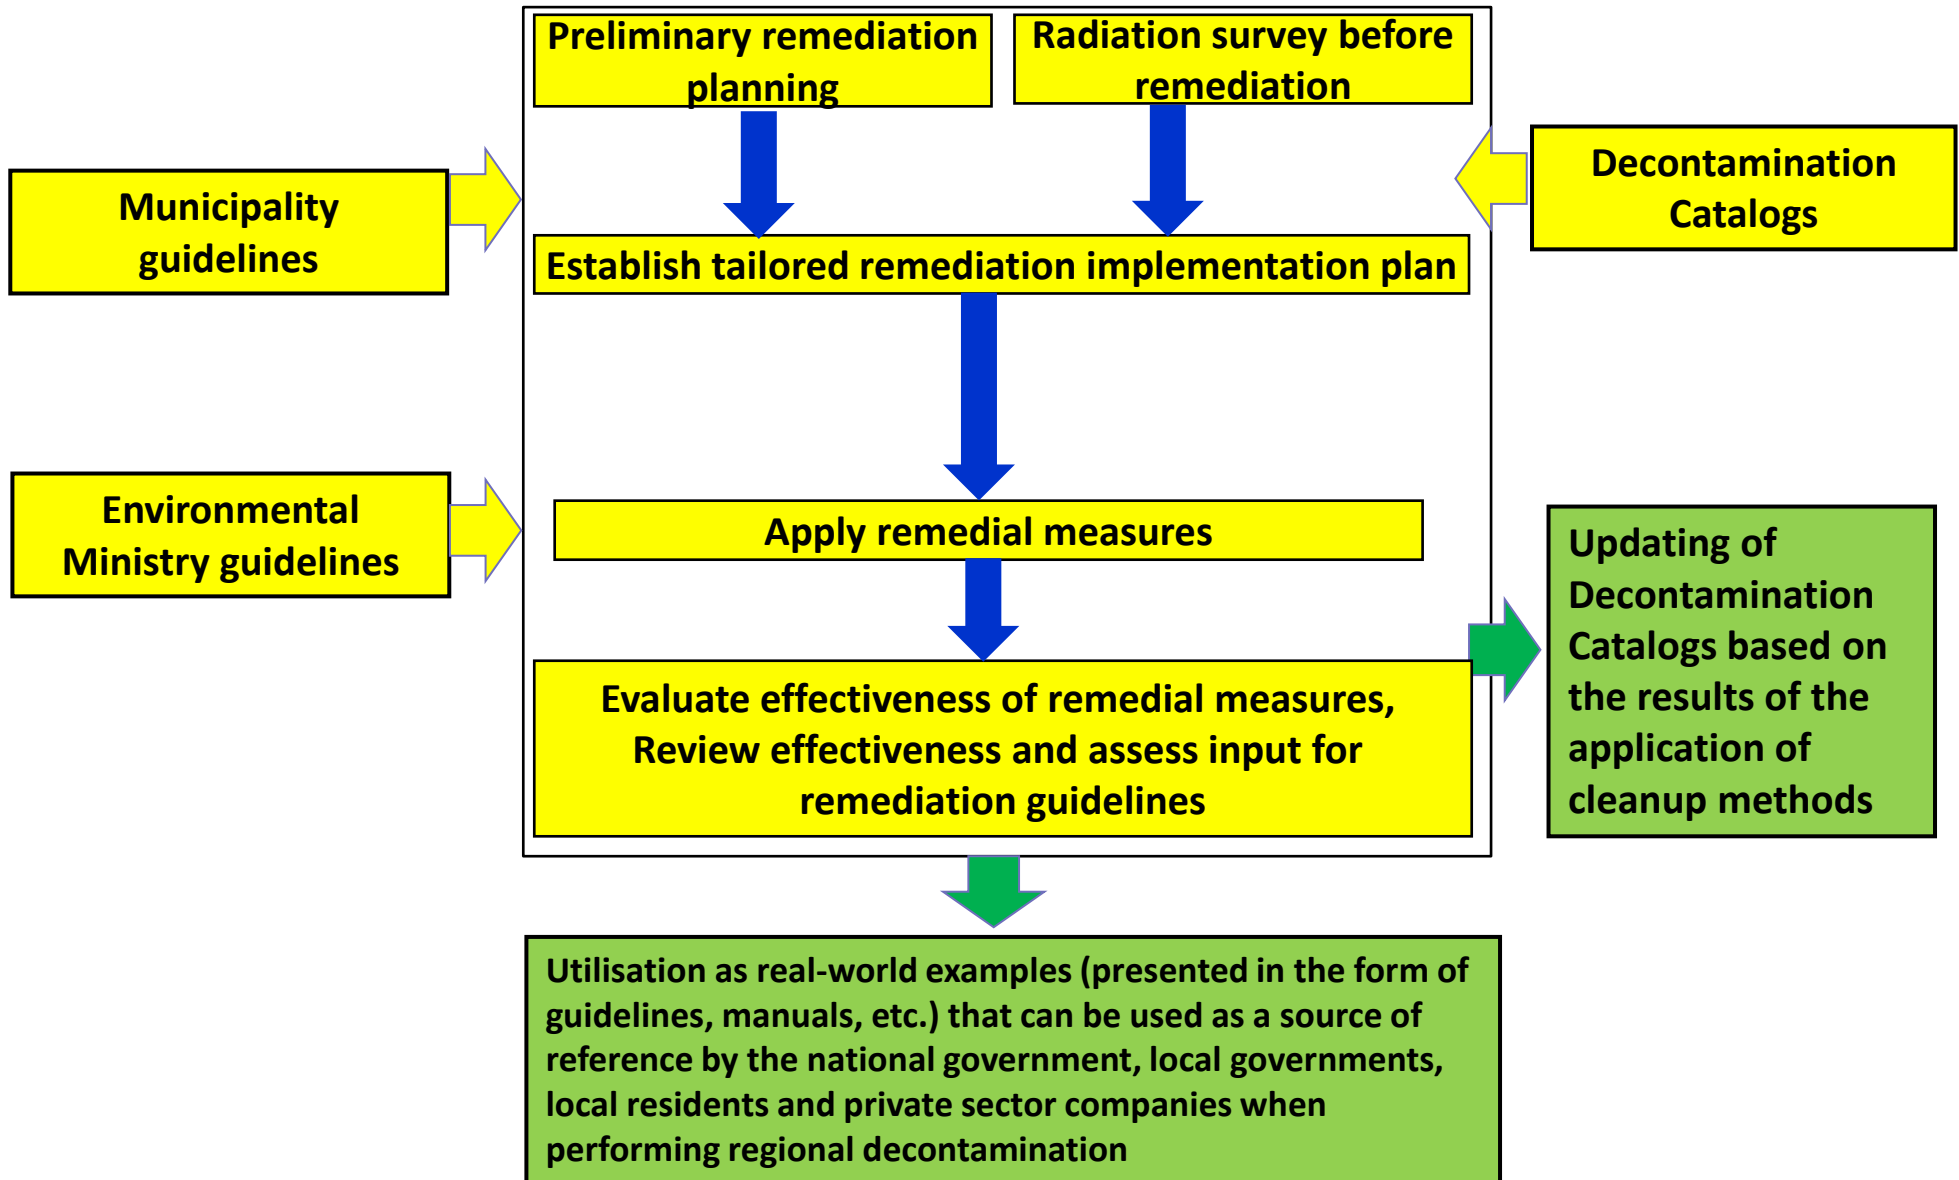 Preliminary remediation
planning
Radiation survey before
remediation
Municipality
guidelines
Decontamination
Catalogs
Establish tailored remediation implementation plan
Environmental
Ministry guidelines
Apply remedial measures
Updating of
Decontamination
Catalogs based on
the results of the
application of
cleanup methods
Evaluate effectiveness of remedial measures,
Review effectiveness and assess input for
remediation guidelines
Utilisation as real-world examples (presented in the form of
guidelines, manuals, etc.) that can be used as a source of
reference by the national government, local governments,
local residents and private sector companies when
performing regional decontamination